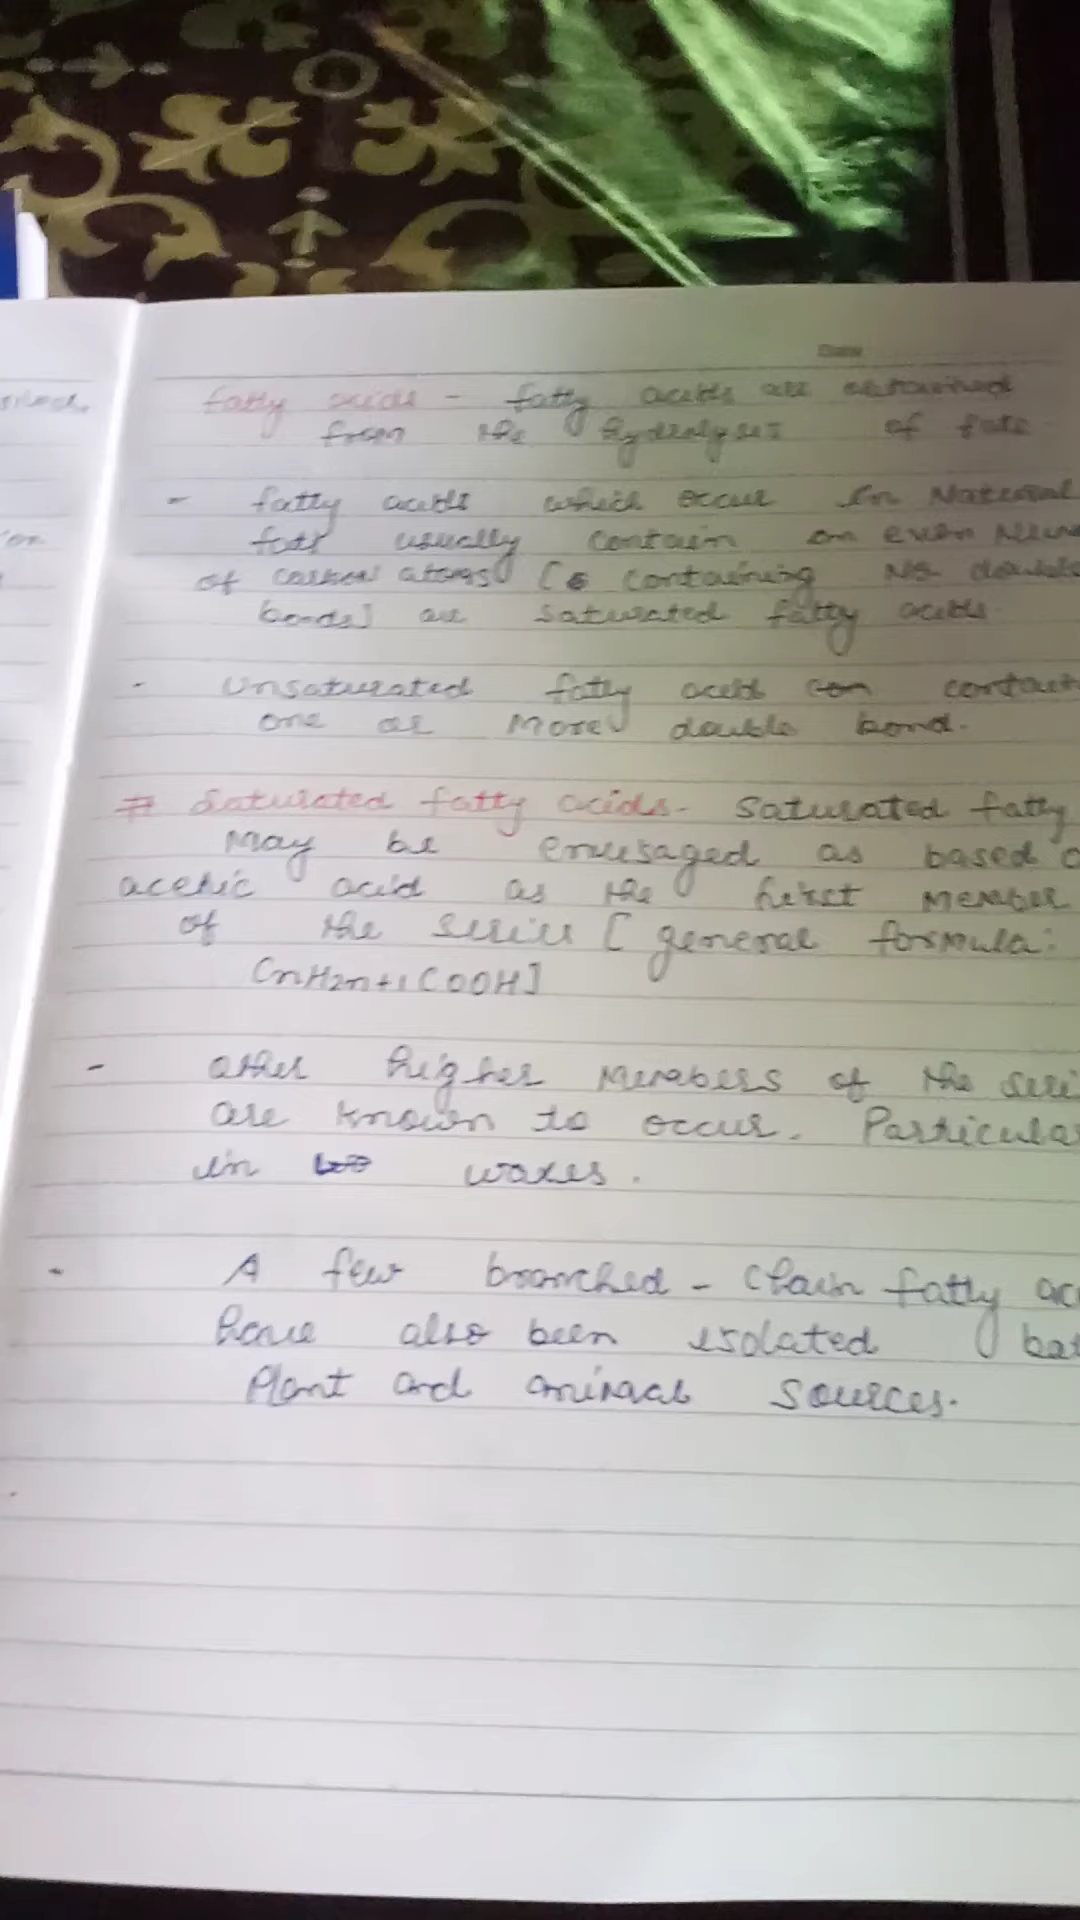 Date
fatty acids - fatty acids are obtained
from the hydrolyses of fats
- fatty acids which occur in Natural
fats usually contain an even
of carbon atoms [ containing No double
bonds] are saturated fatty acids
- Unsaturated fatty acids contain
one or More double bond.
# Saturated fatty acids - saturated fatty
May be envisaged as based o
acetic acid as the first Member
of the series [ general formula:
CnH2n+1COOH]
- other higher Members of the seri
are known to occur. Particular
in waxes.
- A few branched - chain fatty ac
have also been isolated
Plant and animal sources.